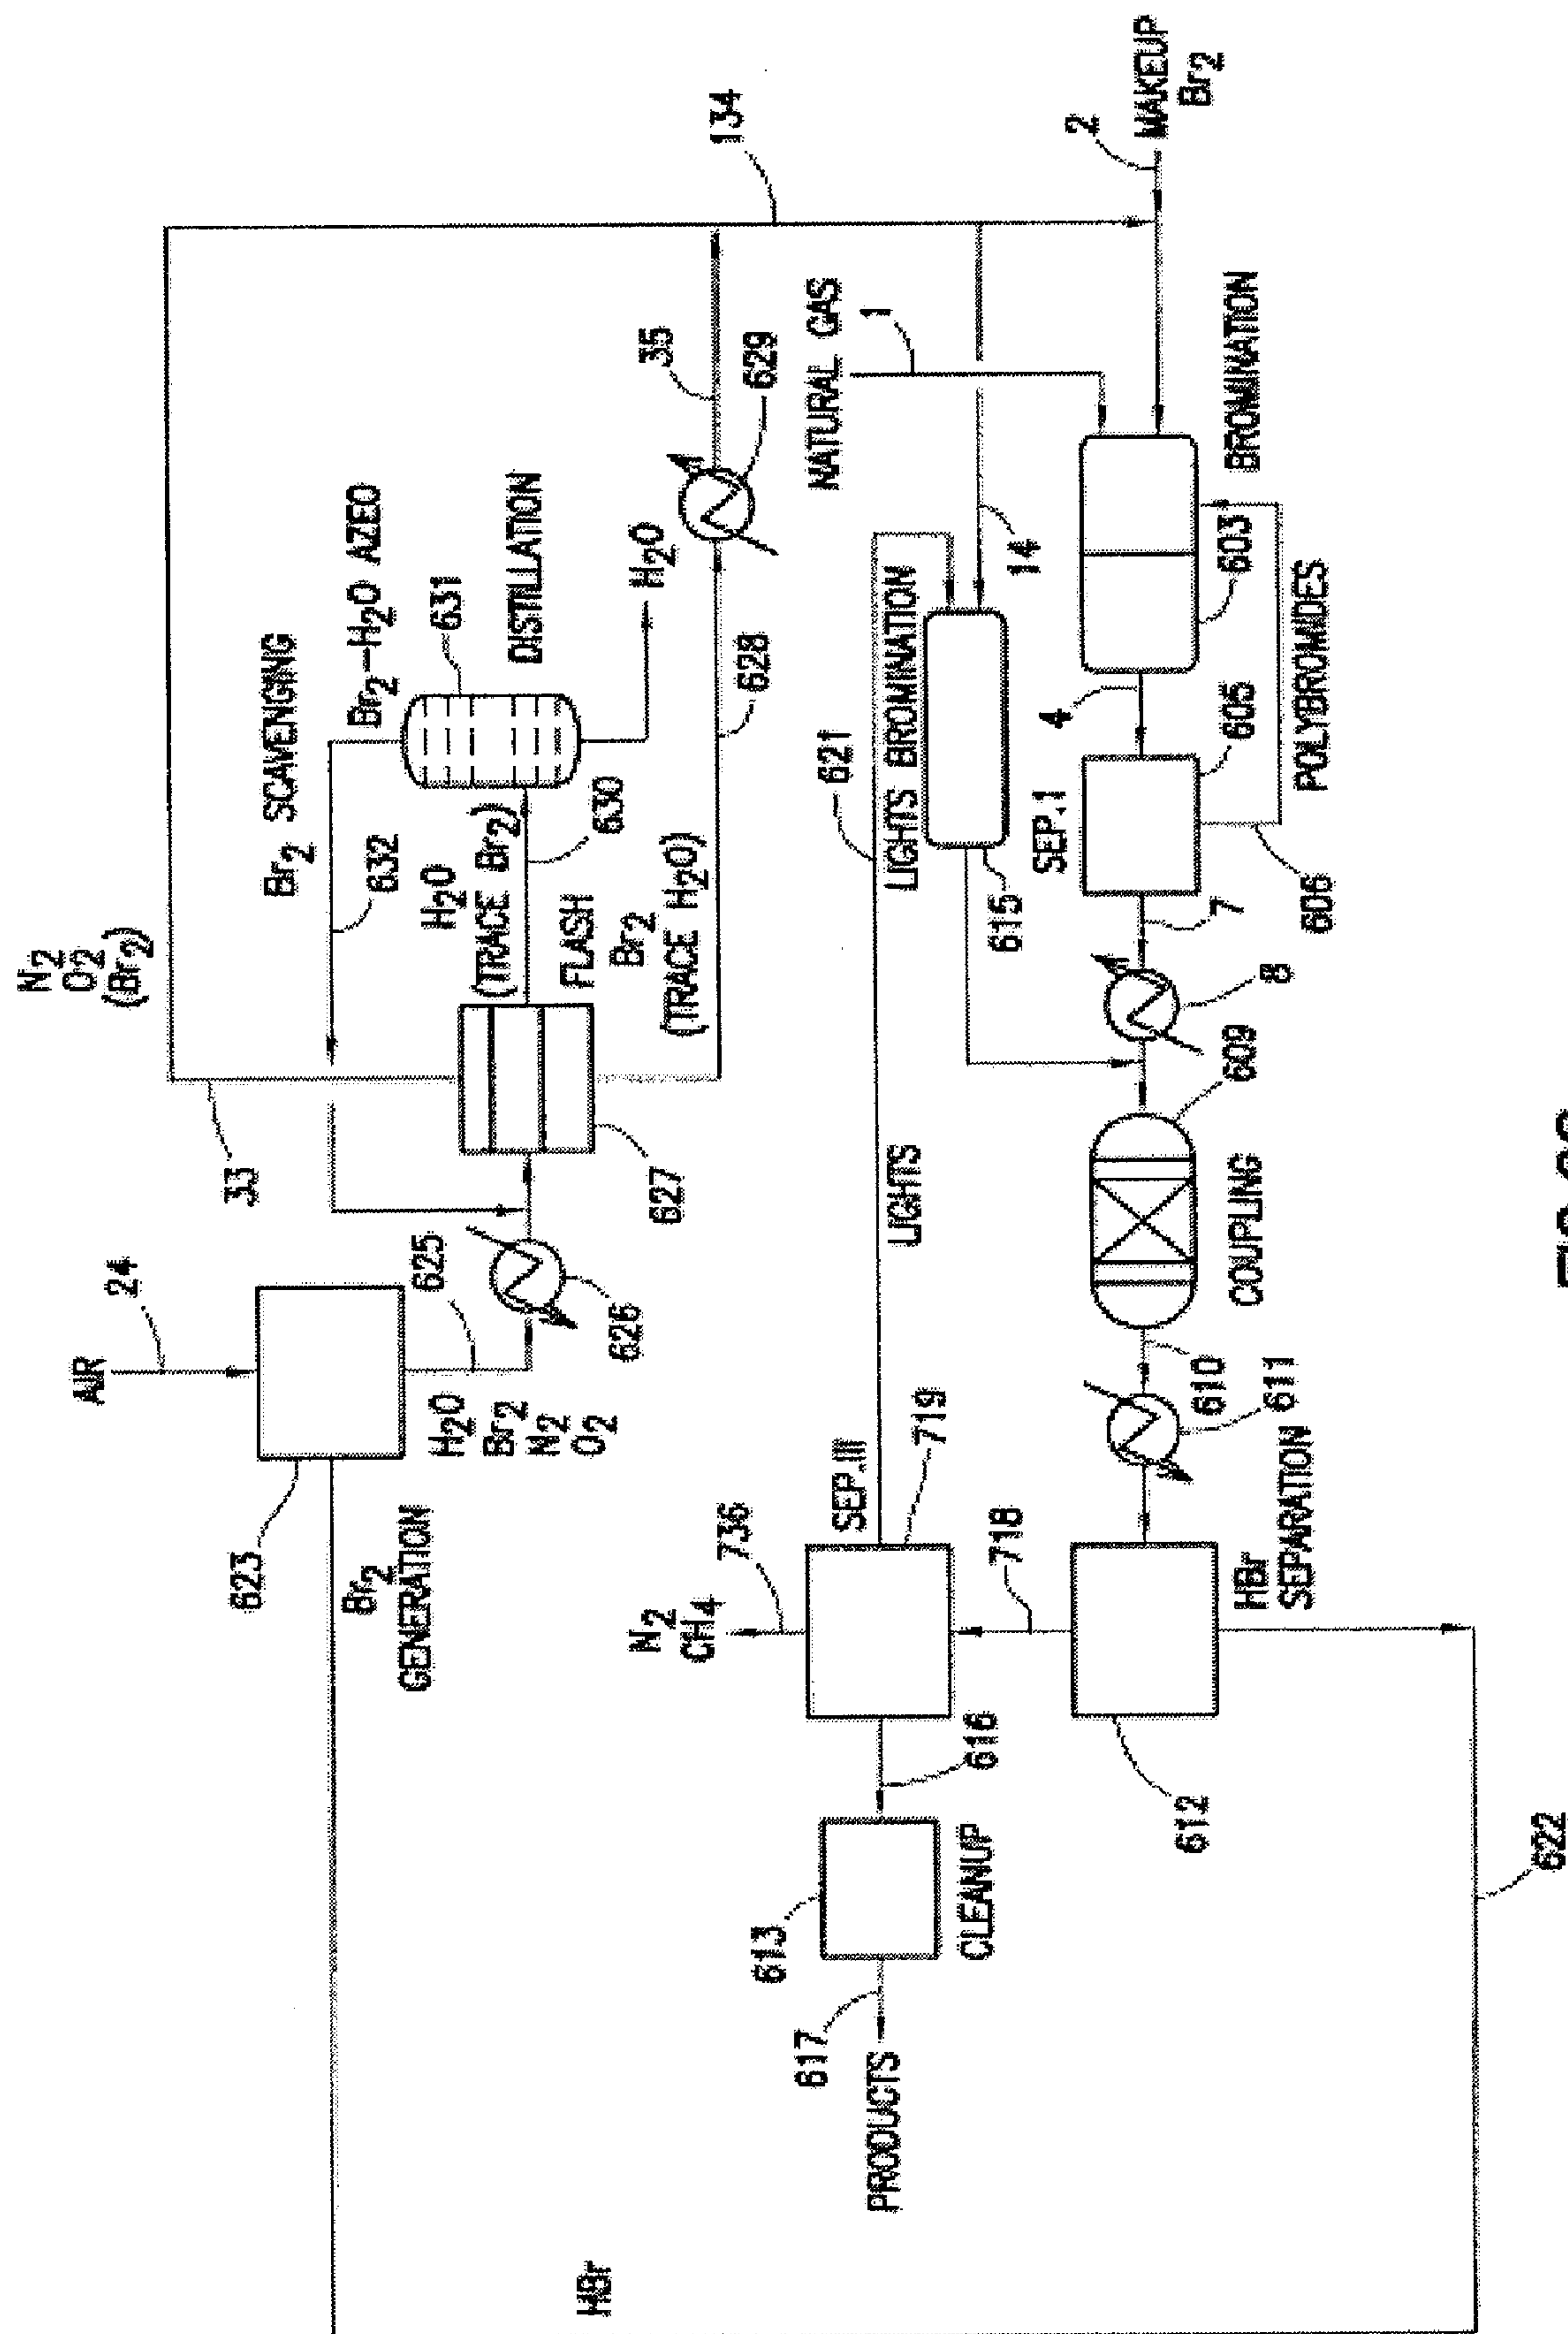 N2
O2
(Br2)
AIR
24
33
Br2 SCAVENGING
623
632
Br2-H2O AZEO
631
Br2
GENERATION
H2O
Br2
N2
O2
625
626
H2O
(TRACE Br2)
630
DISTILLATION
FLASH
627
Br2
(TRACE H2O)
H2O
628
35
629
134
HBr
N2
CH4
736
SEP.III
719
LIGHTS
621
LIGHTS BROMINATION
NATURAL GAS
1
14
615
613
616
617
PRODUCTS
CLEANUP
718
SEP.1
4
2
MAKEUP
Br2
612
HBr
SEPARATION
611
610
COUPLING
609
8
7
605
603
BROMINATION
606
POLYBROMIDES
622